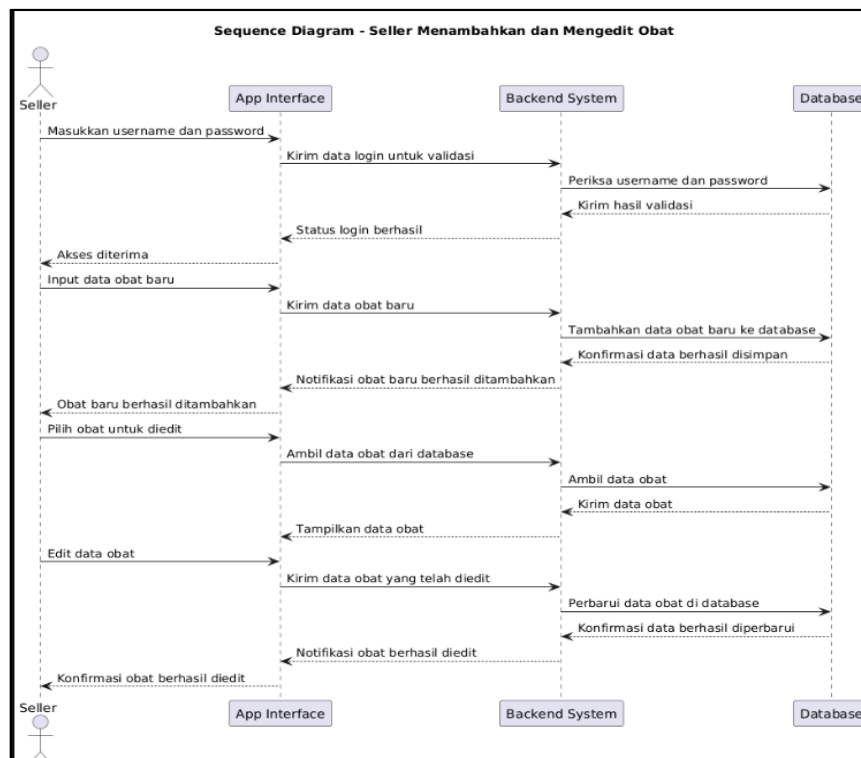 Sequence Diagram - Seller Menambahkan dan Mengedit Obat
Seller
App Interface
Backend System
Database
Masukkan username dan password
Kirim data login untuk validasi
Periksa username dan password
Kirim hasil validasi
Status login berhasil
Akses diterima
Input data obat baru
Kirim data obat baru
Tambahkan data obat baru ke database
Konfirmasi data berhasil disimpan
Notifikasi obat baru berhasil ditambahkan
Obat baru berhasil ditambahkan
Pilih obat untuk diedit
Ambil data obat dari database
Ambil data obat
Kirim data obat
Tampilkan data obat
Edit data obat
Kirim data obat yang telah diedit
Perbarui data obat di database
Konfirmasi data berhasil diperbarui
Notifikasi obat berhasil diedit
Konfirmasi obat berhasil diedit
Seller
App Interface
Backend System
Database